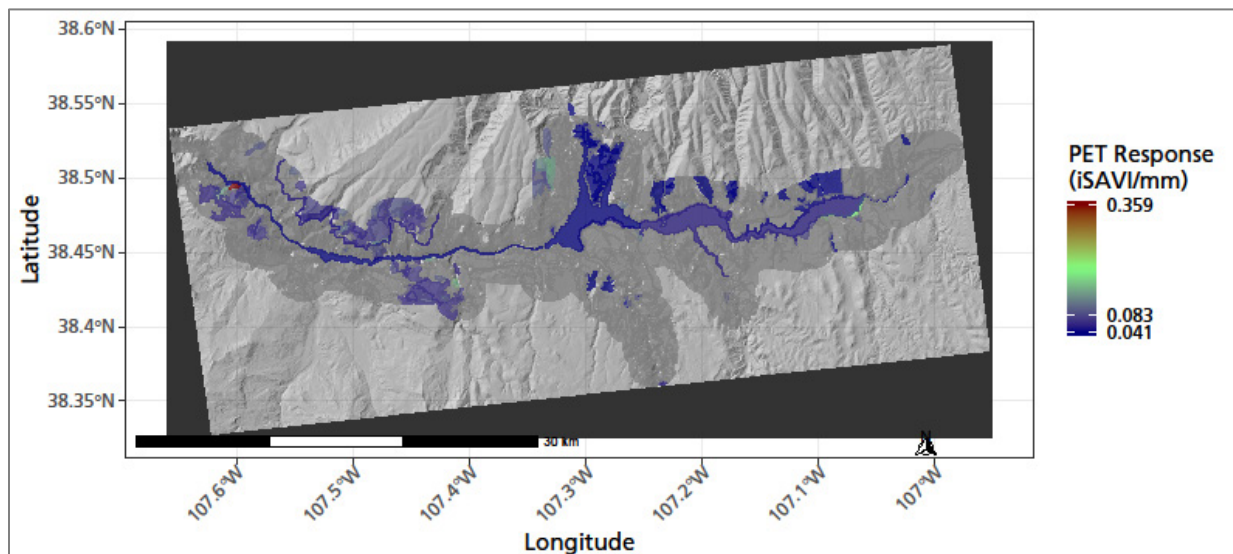 38.6°N
38.55°N
38.5°N
38.45°N
38.4°N
38.35°N
Latitude
30 km
N
107.6°W
107.5°W
107.4°W
107.3°W
107.2°W
107.1°W
107°W
Longitude
PET Response
(iSAVI/mm)
0.359
0.083
0.041